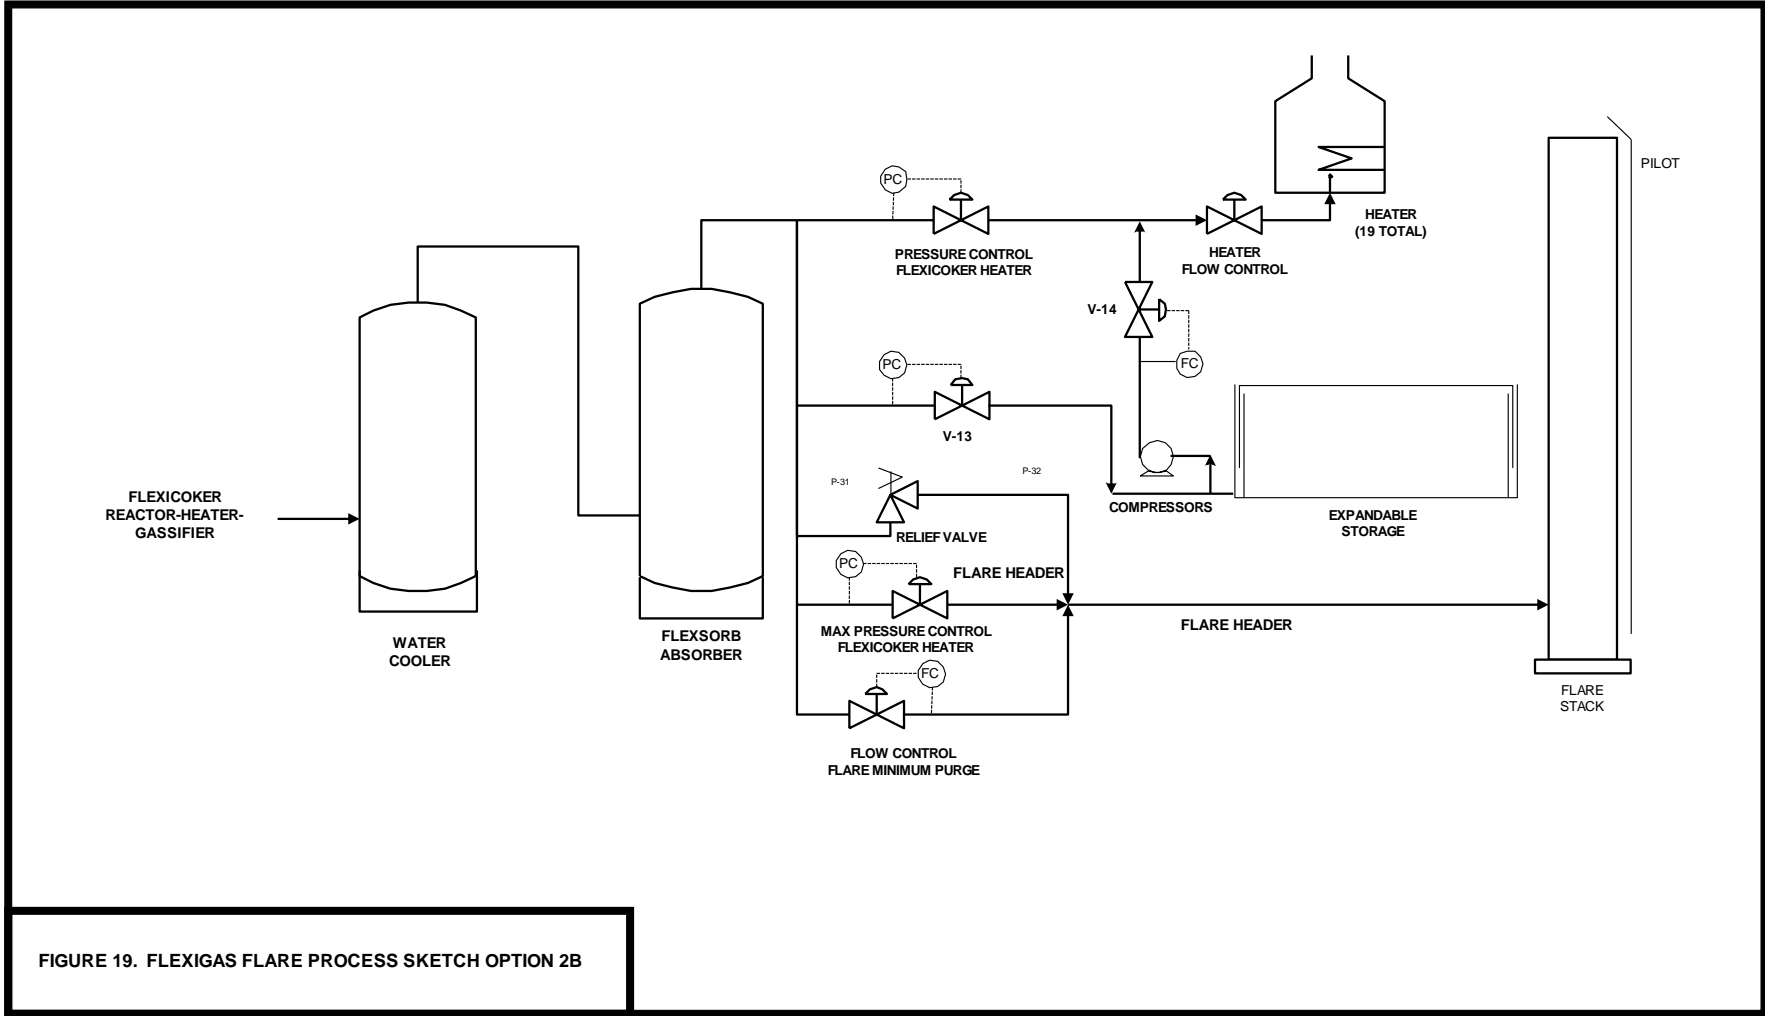 PILOT
PC
HEATER
(19 TOTAL)
PRESSURE CONTROL
FLEXICOKER HEATER
HEATER
FLOW CONTROL
V-14
PC
FC
V-13
P-31
P-32
FLEXICOKER
REACTOR-HEATER-
GASSIFIER
COMPRESSORS
EXPANDABLE
STORAGE
RELIEF VALVE
PC
FLARE HEADER
FLARE HEADER
MAX PRESSURE CONTROL
FLEXICOKER HEATER
WATER
COOLER
FLEXSORB
ABSORBER
FC
FLARE
STACK
FLOW CONTROL
FLARE MINIMUM PURGE
FIGURE 19. FLEXIGAS FLARE PROCESS SKETCH OPTION 2B